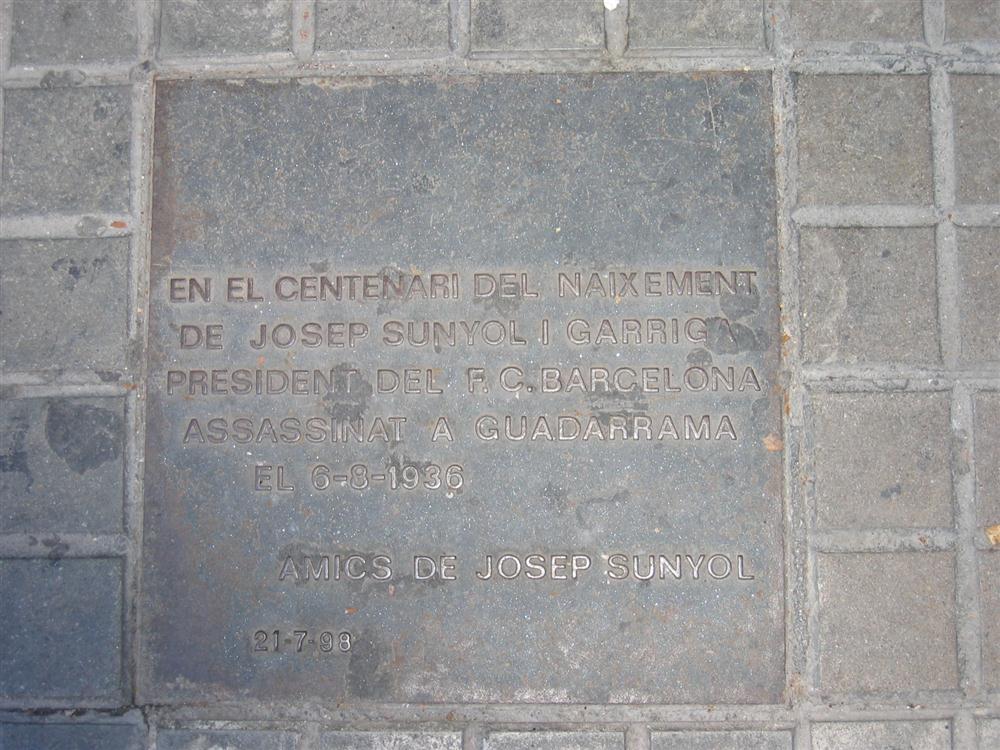 EN EL CENTENARI DEL NAIXEMENT
DE JOSEP SUNYOL I GARRIGA
PRESIDENT DEL F.C.BARCELONA
ASSASSINAT A GUADARRAMA
EL 6-8-1936
AMICS DE JOSEP SUNYOL
21-7-98